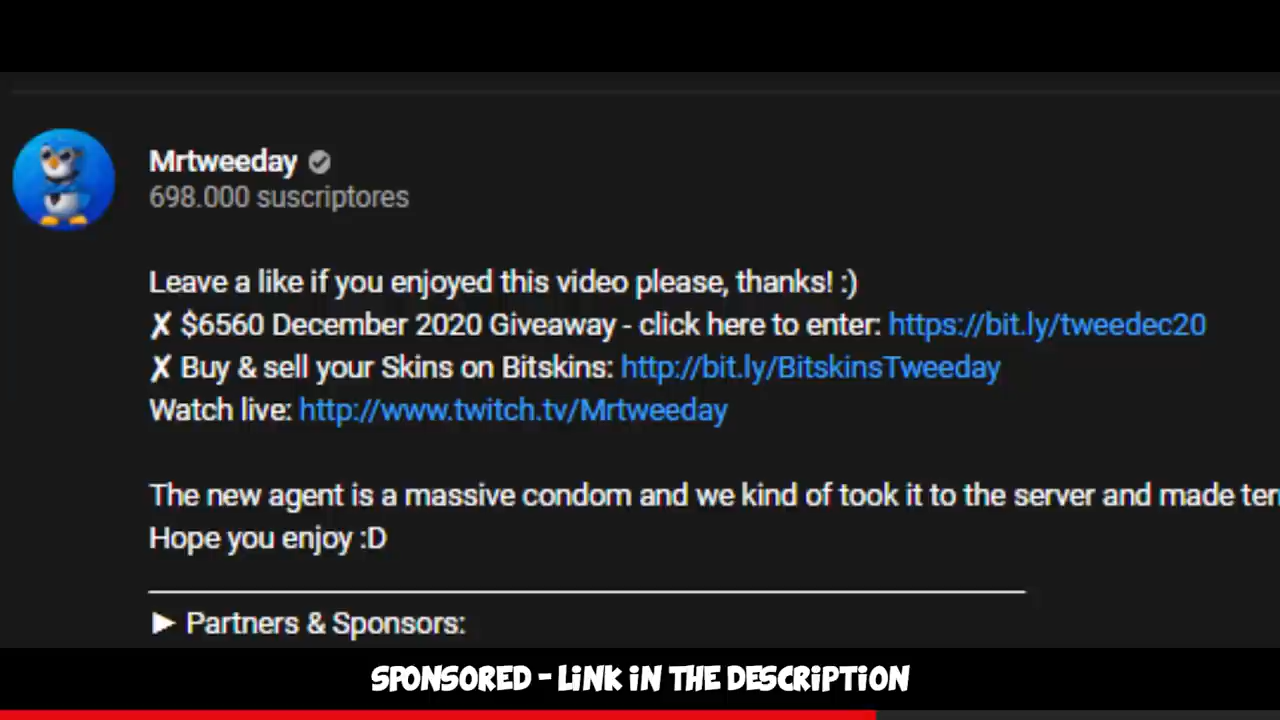 Mrtweeday
698.000 suscriptores
Leave a like if you enjoyed this video please, thanks! :)
✘ $6560 December 2020 Giveaway - click here to enter: https://bit.ly/tweedec20
✘ Buy & sell your Skins on Bitskins: http://bit.ly/BitskinsTweeday
Watch live: http://www.twitch.tv/Mrtweeday
The new agent is a massive condom and we kind of took it to the server and made
Hope you enjoy :D
► Partners & Sponsors:
SPONSORED - LINK IN THE DESCRIPTION